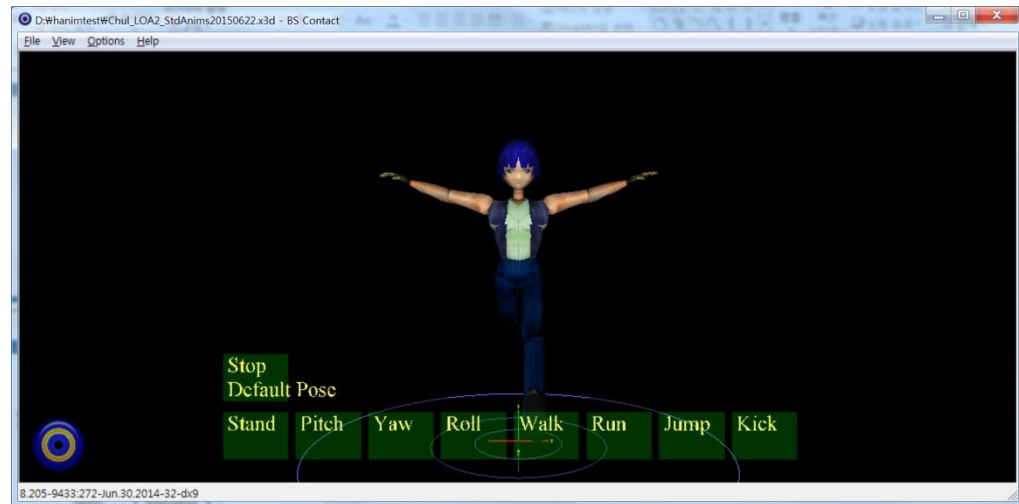 D:₩hanimtest₩Chul_LOA2_StdAnims20150622.x3d - BS Contact
File View Options Help
Stop
Default Pose
Stand Pitch Yaw Roll Walk Run Jump Kick
8.205-9433:272-Jun.30.2014-32-dx9